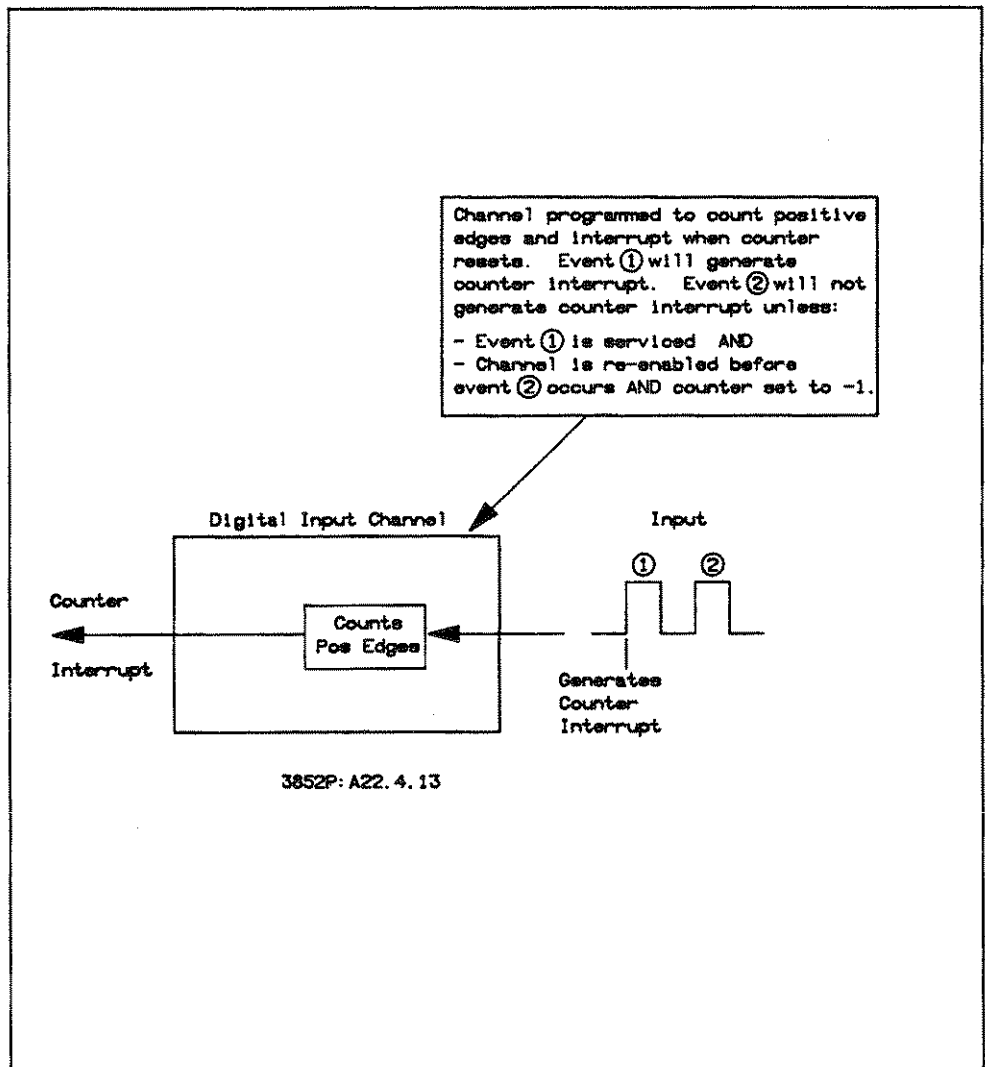 Channel programmed to count positive
edges and interrupt when counter
resets. Event ① will generate
counter interrupt. Event ② will not
generate counter interrupt unless:
- Event ① is serviced AND
- Channel is re-enabled before
event ② occurs AND counter set to -1.
Digital Input Channel
Input
① ②
Counter
Interrupt
Counts
Pos Edges
Generates
Counter
Interrupt
3852P: A22.4.13